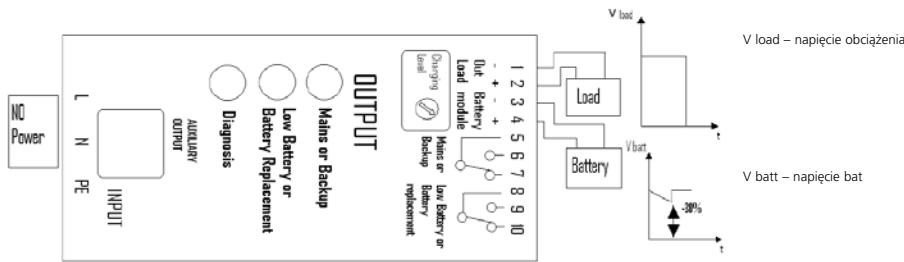 NO
Power
L
N
PE
INPUT
AUXILIARY
OUTPUT
Diagnosis
Low Battery or
Battery Replacement
Mains or Backup
OUTPUT
Charging
Level
Load module
Out Battery
- + - +
1
2
3
4
5
6
7
8
9
10
Mains or
Backup
Low Battery or
Battery
replacement
Load
Battery
V load
t
V batt
-30%
t
V load – napięcie obciążenia
V batt – napięcie bat